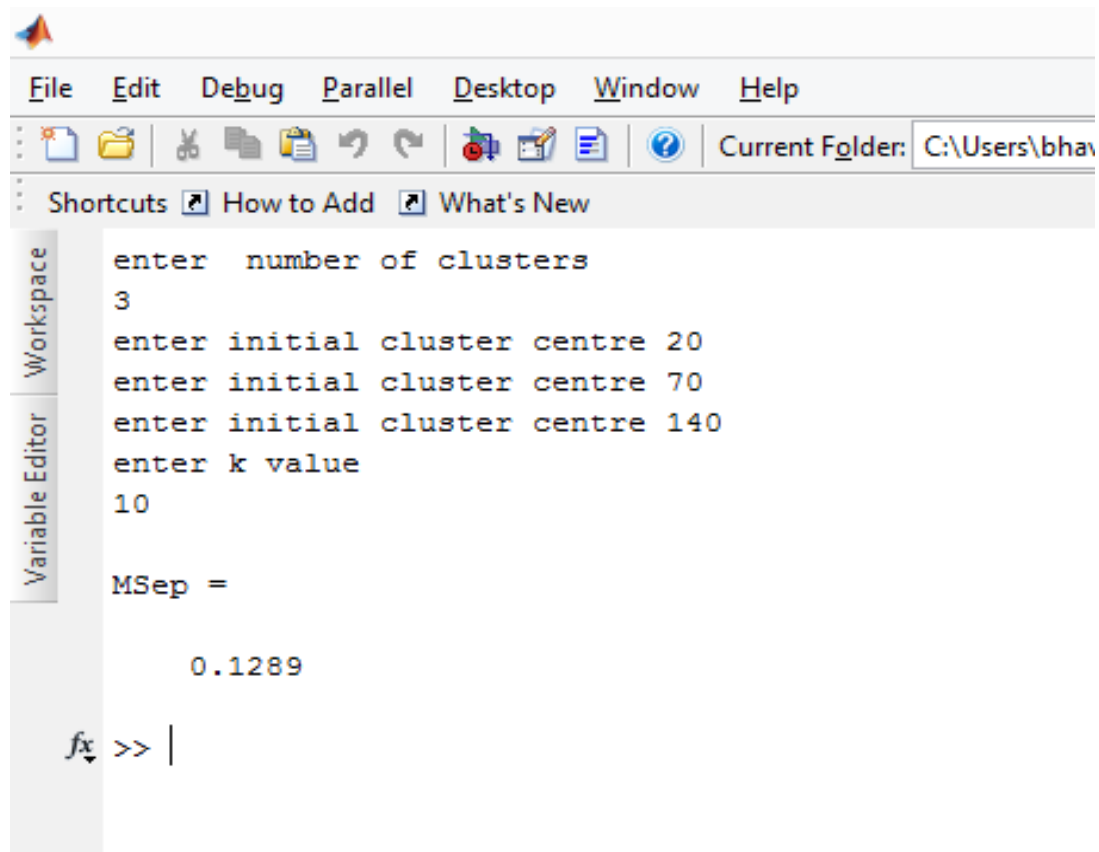 File Edit Debug Parallel Desktop Window Help
Current Folder: C:\Users\bhav
Shortcuts How to Add What's New
Workspace
Variable Editor
enter  number of clusters
3
enter initial cluster centre 20
enter initial cluster centre 70
enter initial cluster centre 140
enter k value
10
MSep =
0.1289
fx >>